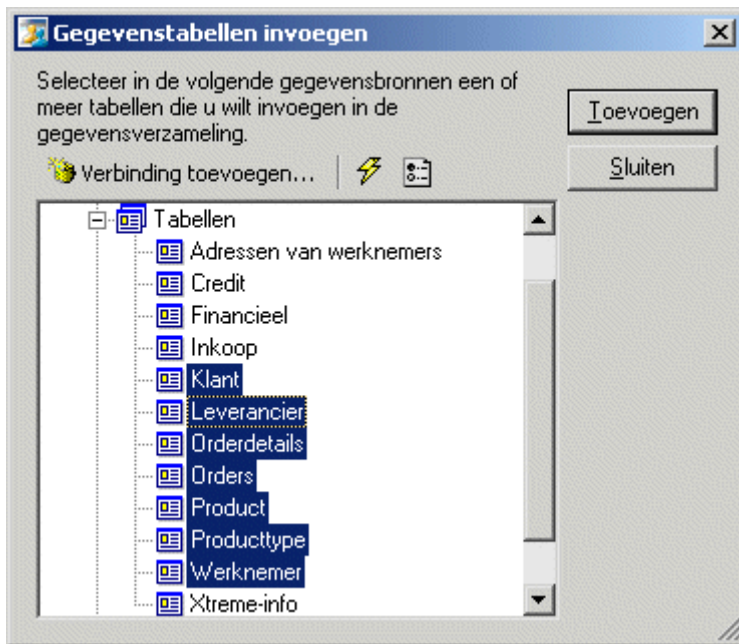 Gegevenstabellen invoegen
Selecteer in de volgende gegevensbronnen een of
meer tabellen die u wilt invoegen in de
gegevensverzameling.
Toevoegen
Sluiten
Verbinding toevoegen...
Tabellen
Adressen van werknemers
Credit
Financieel
Inkoop
Klant
Leverancier
Orderdetails
Orders
Product
Producttype
Werknemer
Xtreme-info